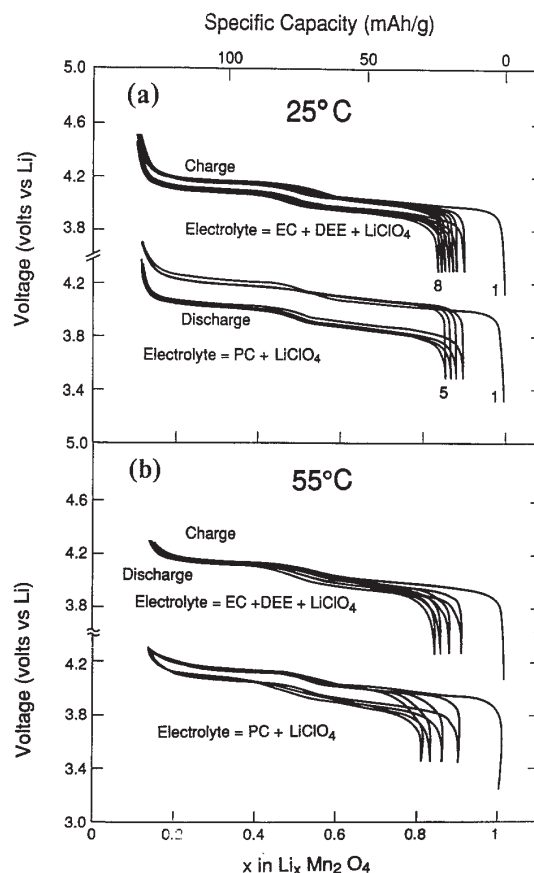 Specific Capacity (mAh/g)
100 50 0
5.0
(a)
25°C
4.6
Charge
4.2
3.8
Electrolyte = EC + DEE + LiClO₄
≈
8
1
4.2
Discharge
3.8
Electrolyte = PC + LiClO₄
3.4
5
1
Voltage (volts vs Li)
5.0
(b)
55°C
4.6
Charge
4.2
Discharge
3.8
Electrolyte = EC +DEE + LiClO₄
≈
4.2
3.8
Electrolyte = PC + LiClO₄
3.4
3.0
Voltage (volts vs Li)
0 0.2 0.4 0.6 0.8 1
x in Liₓ Mn₂ O₄